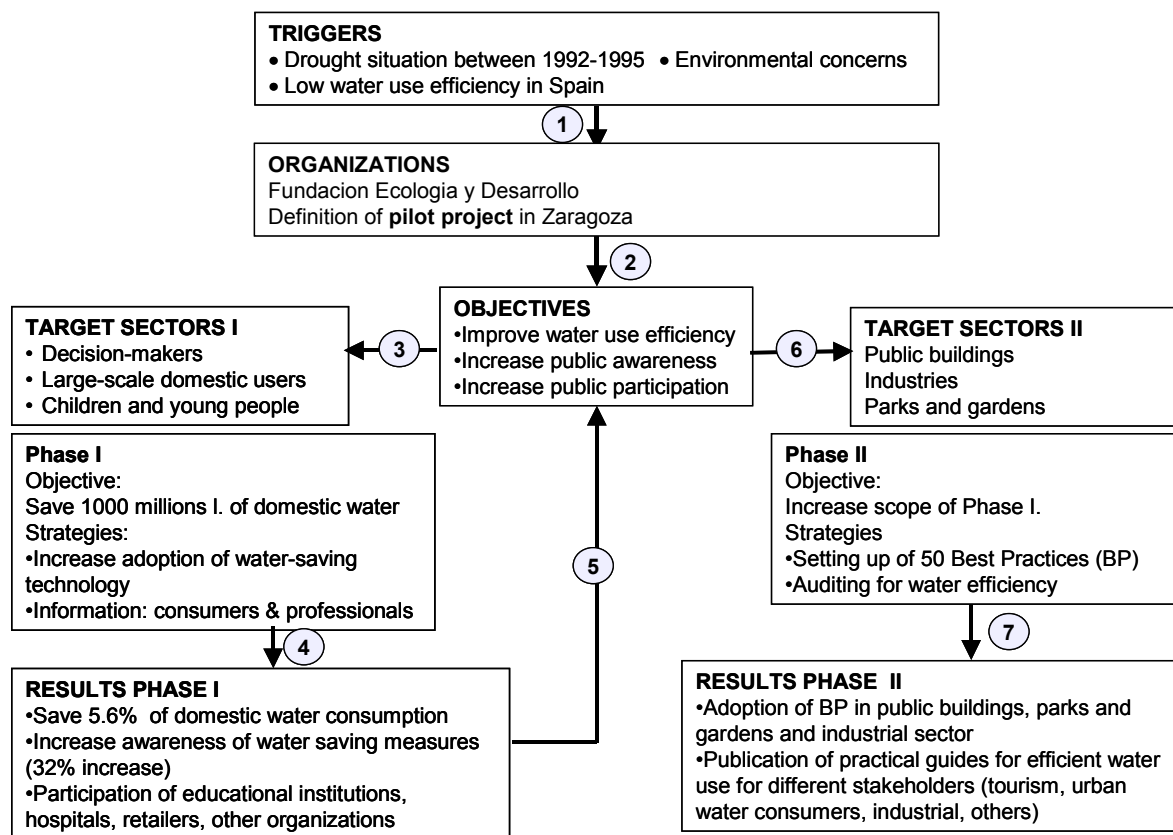 TRIGGERS
• Drought situation between 1992-1995 • Environmental concerns
• Low water use efficiency in Spain
1
ORGANIZATIONS
Fundacion Ecologia y Desarrollo
Definition of pilot project in Zaragoza
2
OBJECTIVES
•Improve water use efficiency
•Increase public awareness
•Increase public participation
TARGET SECTORS I
• Decision-makers
• Large-scale domestic users
• Children and young people
3
6
TARGET SECTORS II
Public buildings
Industries
Parks and gardens
Phase I
Objective:
Save 1000 millions l. of domestic water
Strategies:
•Increase adoption of water-saving
technology
•Information: consumers & professionals
4
RESULTS PHASE I
•Save 5.6% of domestic water consumption
•Increase awareness of water saving measures
(32% increase)
•Participation of educational institutions,
hospitals, retailers, other organizations
5
Phase II
Objective:
Increase scope of Phase I.
Strategies
•Setting up of 50 Best Practices (BP)
•Auditing for water efficiency
7
RESULTS PHASE II
•Adoption of BP in public buildings, parks and
gardens and industrial sector
•Publication of practical guides for efficient water
use for different stakeholders (tourism, urban
water consumers, industrial, others)